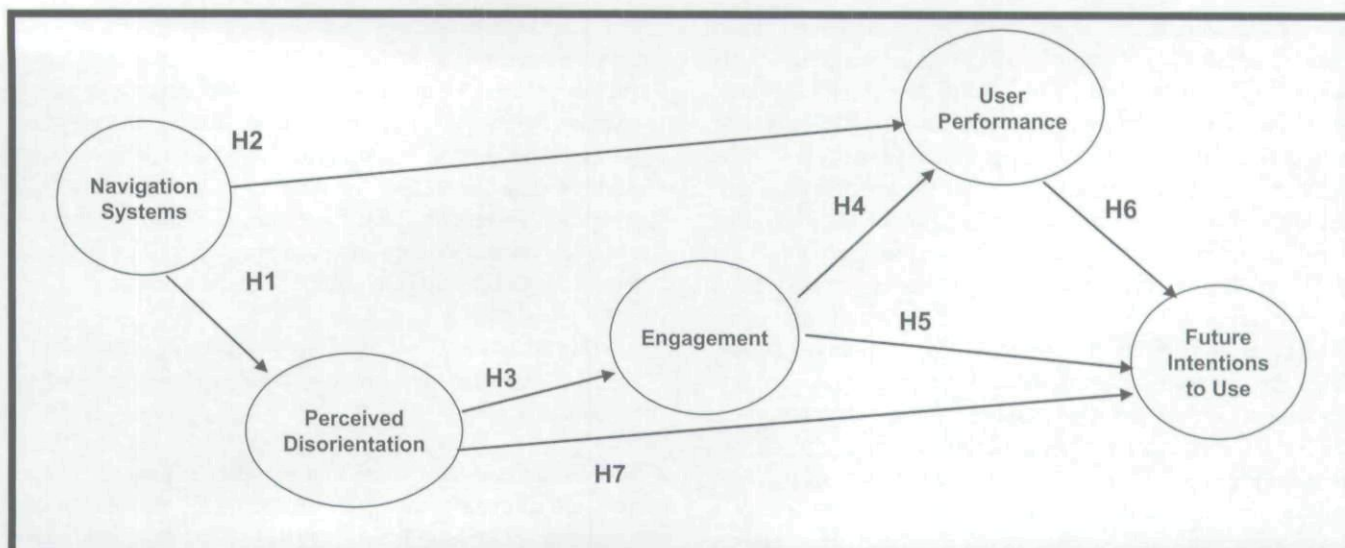 User
Performance
H2
Navigation
Systems
H4
H6
H1
Engagement
H5
Future
Intentions
to Use
H3
Perceived
Disorientation
H7